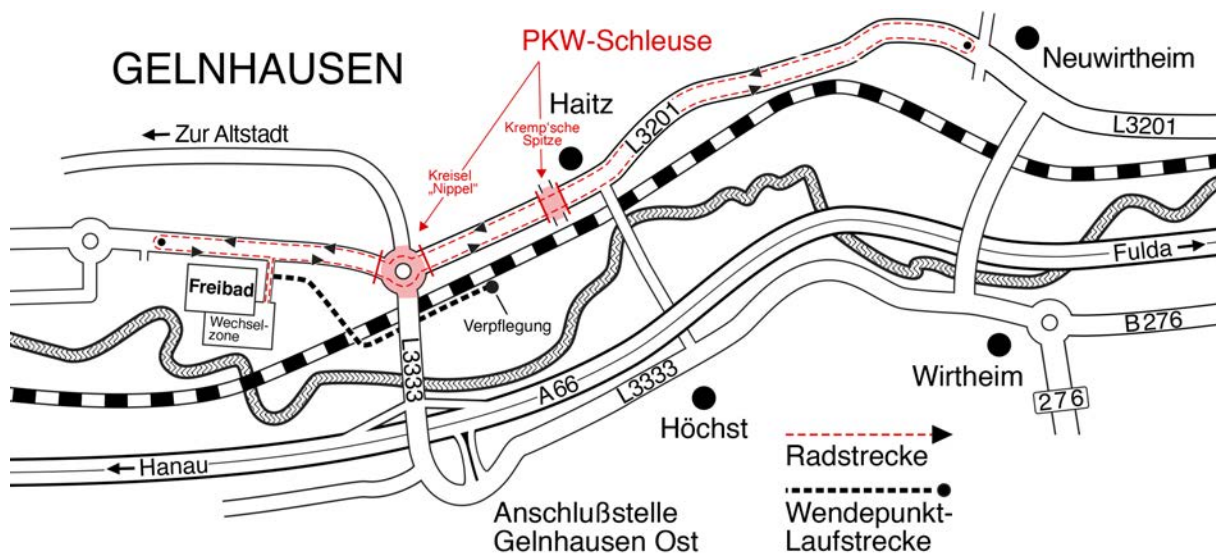 GELNHAUSEN
PKW-Schleuse
Neuwirtheim
Haitz
← Zur Altstadt
Kremp'sche
Spitze
L3201
L3201
Kreisel
„Nippel"
Freibad
Wechsel-
zone
Verpflegung
Fulda →
B276
L3333
A66
L3333
Wirtheim
276
Höchst
← Hanau
Radstrecke
Anschlußstelle
Gelnhausen Ost
Wendepunkt-
Laufstrecke